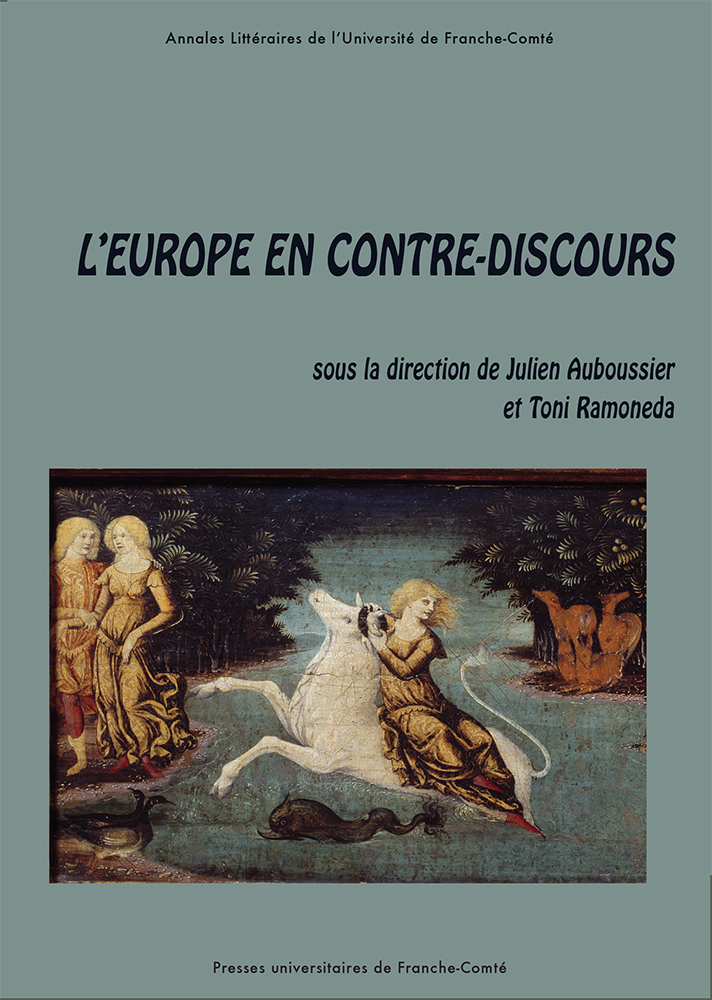 Annales Littéraires de l’Université de Franche-Comté
L’EUROPE EN CONTRE-DISCOURS
sous la direction de Julien Auboussier
et Toni Ramoneda
Presses universitaires de Franche-Comté